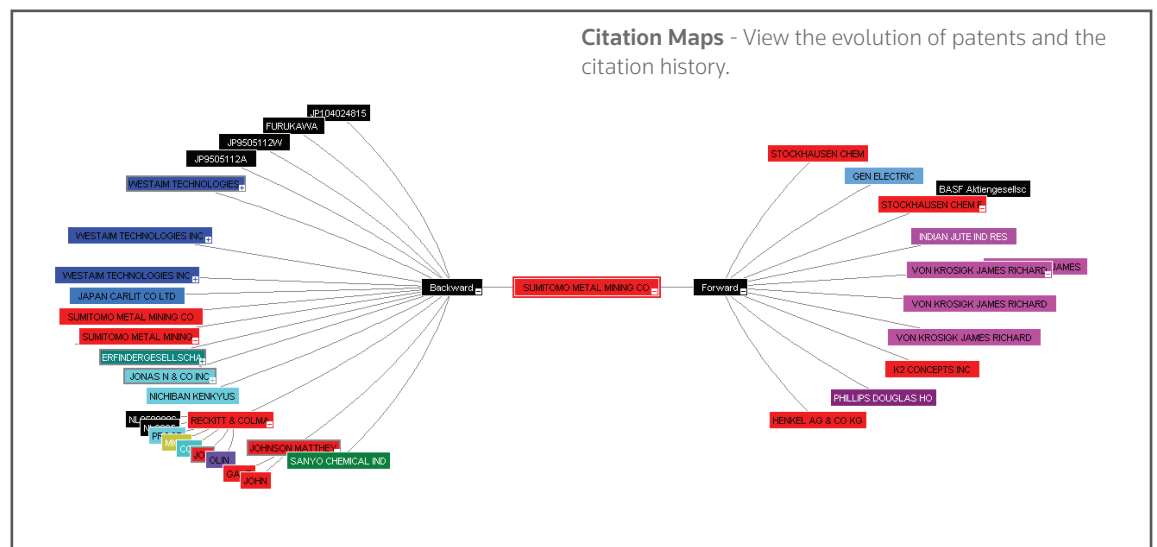 Citation Maps - View the evolution of patents and the
citation history.
JP104024815
FURUKAWA
JP9505112W
JP9505112A
WESTAIM TECHNOLOGIES
WESTAIM TECHNOLOGIES INC
WESTAIM TECHNOLOGIES INC
JAPAN CARLIT CO LTD
SUMITOMO METAL MINING CO
SUMITOMO METAL MINING
ERFINDERGESELLSCHA
JONAS N & CO INC
NICHIBAN KENKYUS
RECKITT & COLMA
OLIN
JOHNSON MATTHEY
SANYO CHEMICAL IND
JOHN
Backward
SUMITOMO METAL MINING CO
Forward
STOCKHAUSEN CHEM
GEN ELECTRIC
BASF Aktiengesellsc
STOCKHAUSEN CHEM F
INDIAN JUTE IND RES
JAMES
VON KROSIGK JAMES RICHARD
VON KROSIGK JAMES RICHARD
VON KROSIGK JAMES RICHARD
K2 CONCEPTS INC
PHILLIPS DOUGLAS HO
HENKEL AG & CO KG